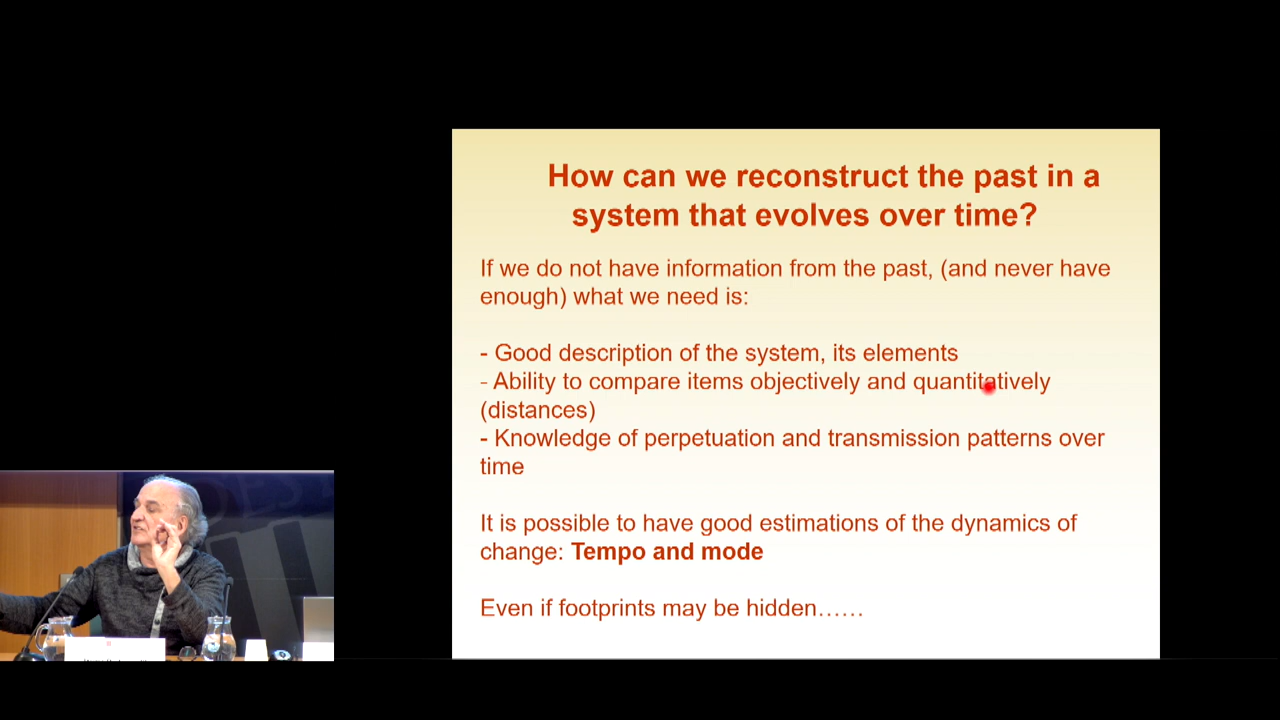 How can we reconstruct the past in a
system that evolves over time?
If we do not have information from the past, (and never have
enough) what we need is:
- Good description of the system, its elements
- Ability to compare items objectively and quantitatively
(distances)
- Knowledge of perpetuation and transmission patterns over
time
It is possible to have good estimations of the dynamics of
change: Tempo and mode
Even if footprints may be hidden……